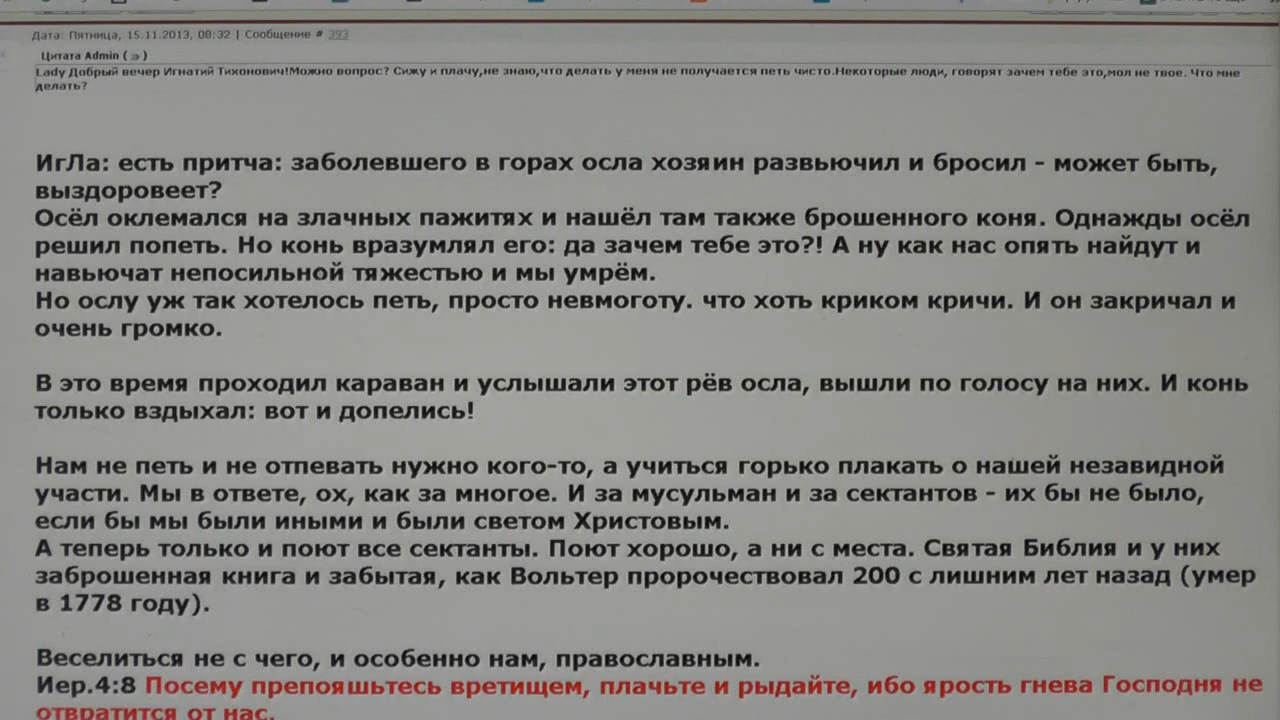 Дата: Пятница, 15.11.2013, 08:32 | Сообщение # 393
Цитата Admin ( )
Lady Добрый вечер Игнатий Тихонович!Можно вопрос? Сижу и плачу,не знаю,что делать у меня не получается петь чисто.Некоторые люди, говорят зачем тебе это,мол не твое. Что мне
делать?
ИгЛа: есть притча: заболевшего в горах осла хозяин развьючил и бросил - может быть,
выздоровеет?
Осёл оклемался на злачных пажитях и нашёл там также брошенного коня. Однажды осёл
решил попеть. Но конь вразумлял его: да зачем тебе это?! А ну как нас опять найдут и
навьючат непосильной тяжестью и мы умрём.
Но ослу уж так хотелось петь, просто невмоготу. что хоть криком кричи. И он закричал и
очень громко.
В это время проходил караван и услышали этот рёв осла, вышли по голосу на них. И конь
только вздыхал: вот и допелись!
Нам не петь и не отпевать нужно кого-то, а учиться горько плакать о нашей незавидной
участи. Мы в ответе, ох, как за многое. И за мусульман и за сектантов - их бы не было,
если бы мы были иными и были светом Христовым.
А теперь только и поют все сектанты. Поют хорошо, а ни с места. Святая Библия и у них
заброшенная книга и забытая, как Вольтер пророчествовал 200 с лишним лет назад (умер
в 1778 году).
Веселиться не с чего, и особенно нам, православным.
Иер.4:8 Посему препояшьтесь вретищем, плачьте и рыдайте, ибо ярость гнева Господня не
отвратится от нас.